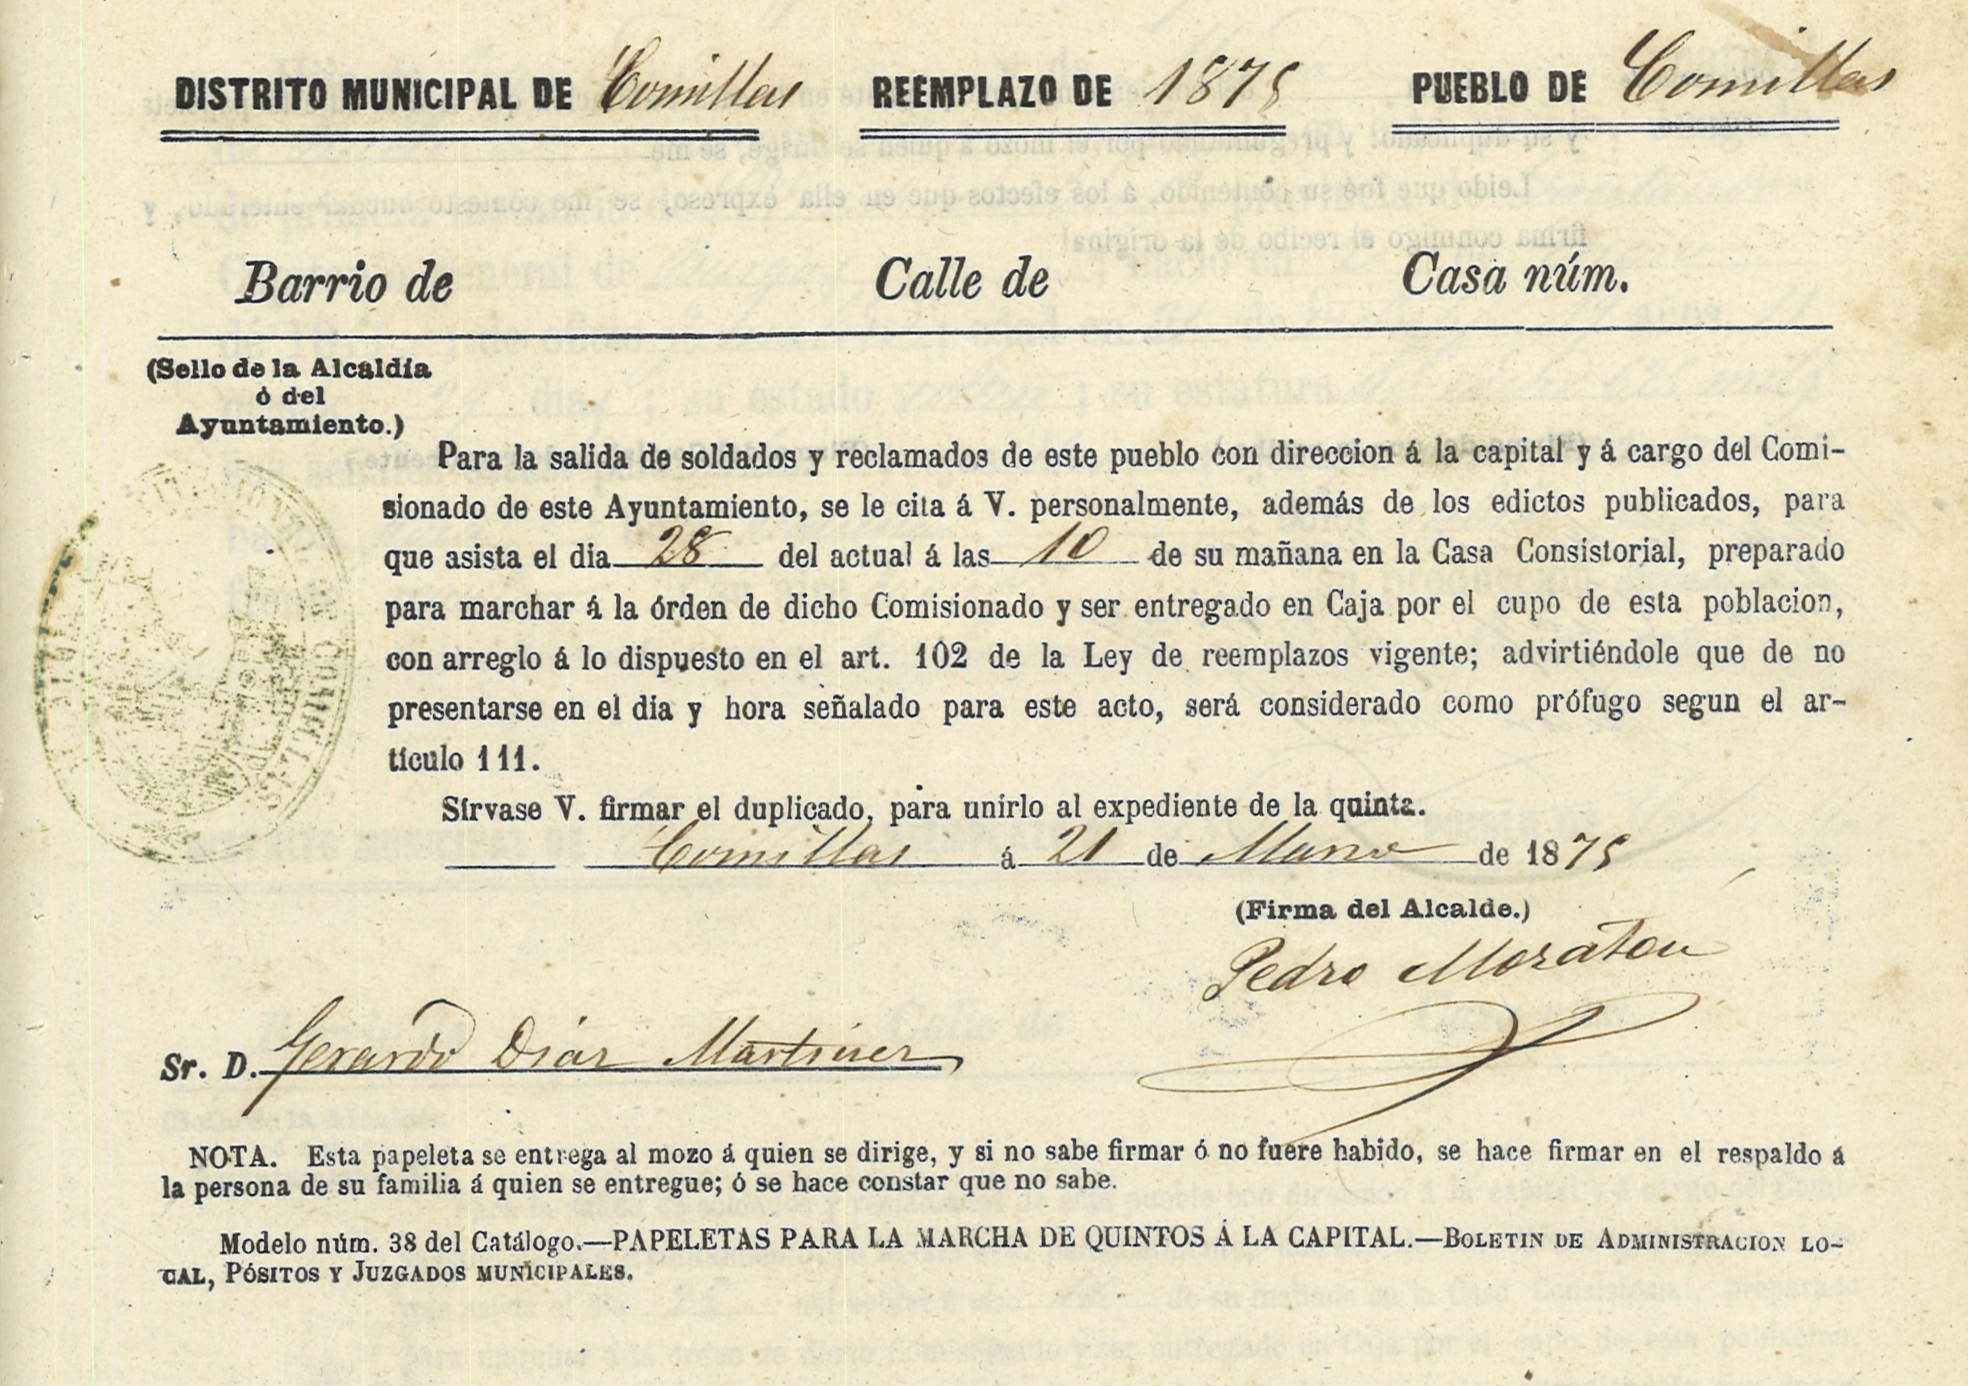 DISTRITO MUNICIPAL DE Comillas REEMPLAZO DE 1875 PUEBLO DE Comillas
Barrio de Calle de Casa núm.
(Sello de la Alcaldía
ó del
Ayuntamiento.)
Para la salida de soldados y reclamados de este pueblo con direccion á la capital y á cargo del Comi-
sionado de este Ayuntamiento, se le cita á V. personalmente, además de los edictos publicados, para
que asista el dia 28 del actual á las 10 de su mañana en la Casa Consistorial, preparado
para marchar á la órden de dicho Comisionado y ser entregado en Caja por el cupo de esta poblacion,
con arreglo á lo dispuesto en el art. 102 de la Ley de reemplazos vigente; advirtiéndole que de no
presentarse en el dia y hora señalado para este acto, será considerado como prófugo segun el ar-
tículo 111.
Sírvase V. firmar el duplicado, para unirlo al expediente de la quinta.
Comillas á 21 de Marzo de 1875
(Firma del Alcalde.)
Pedro Moraton
Sr. D. Gerardo Diaz Martinez
NOTA. Esta papeleta se entrega al mozo á quien se dirige, y si no sabe firmar ó no fuere habido, se hace firmar en el respaldo á
la persona de su familia á quien se entregue; ó se hace constar que no sabe.
Modelo núm. 38 del Catálogo.—PAPELETAS PARA LA MARCHA DE QUINTOS Á LA CAPITAL.—BOLETIN DE ADMINISTRACION LO-
CAL, PÓSITOS Y JUZGADOS MUNICIPALES.